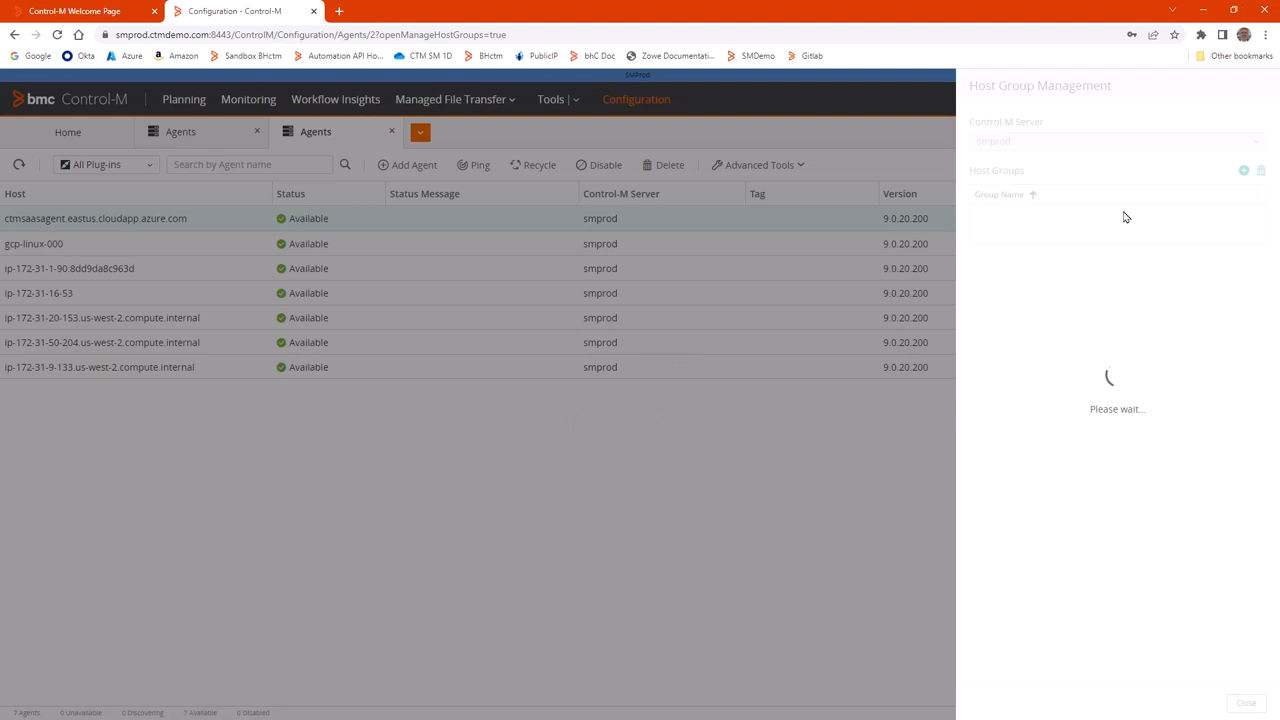 Control-M Welcome Page
Configuration - Control-M
smprod.ctmdemo.com:8443/ControlM/Configuration/Agents/2?openManageHostGroups=true
Google Okta Azure Amazon Sandbox BHctm Automation API Ho... CTM SM 1D BHctm PublicIP bhC Doc Zowe Documentati... SMDemo Gitlab Other bookmarks
SMProd
bmc Control-M Planning Monitoring Workflow Insights Managed File Transfer Tools Configuration
Home Agents Agents
All Plug-ins Search by Agent name Add Agent Ping Recycle Disable Delete Advanced Tools
Host Status Status Message Control-M Server Tag Version
ctmsaasagent.eastus.cloudapp.azure.com Available smprod 9.0.20.200
gcp-linux-000 Available smprod 9.0.20.200
ip-172-31-1-90:8dd9da8c963d Available smprod 9.0.20.200
ip-172-31-16-53 Available smprod 9.0.20.200
ip-172-31-20-153.us-west-2.compute.internal Available smprod 9.0.20.200
ip-172-31-50-204.us-west-2.compute.internal Available smprod 9.0.20.200
ip-172-31-9-133.us-west-2.compute.internal Available smprod 9.0.20.200
7 Agents 0 Unavailable 0 Discovering 7 Available 0 Disabled
Host Group Management
Control-M Server
smprod
Host Groups
Group Name
Please wait...
Close